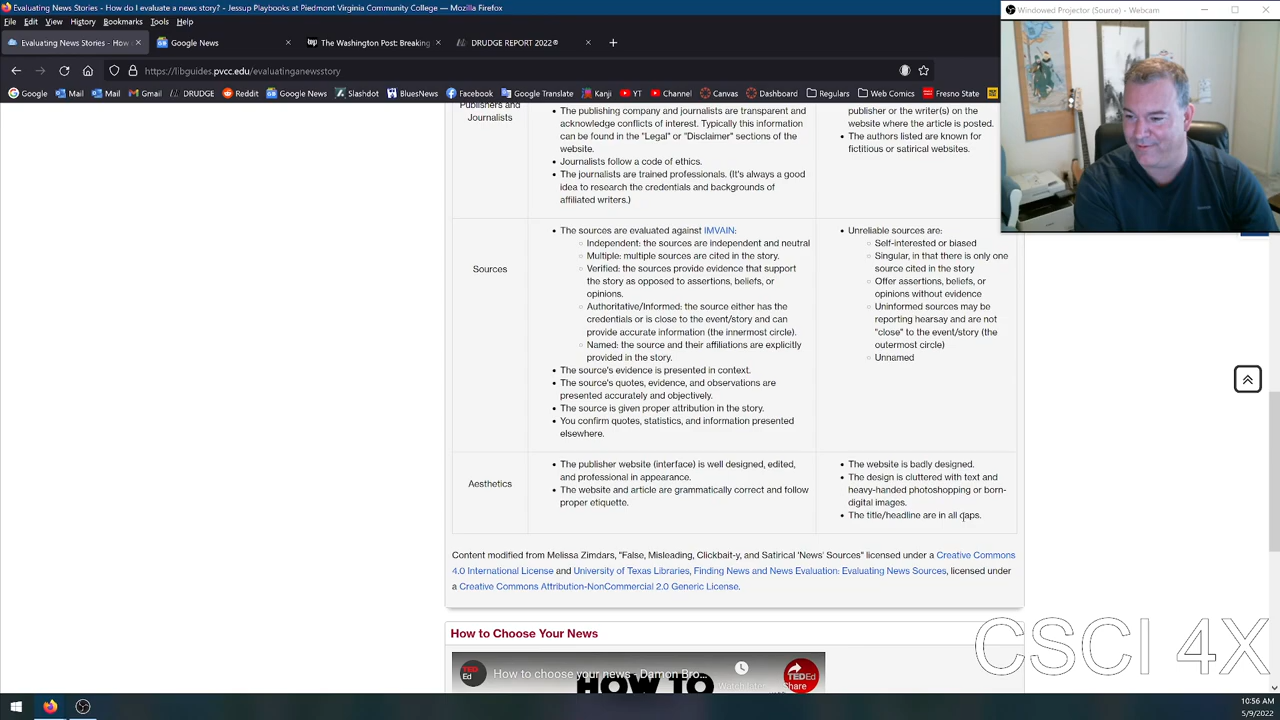 Evaluating News Stories - How do I evaluate a news story? - Jessup Playbooks at Piedmont Virginia Community College — Mozilla Firefox
File Edit View History Bookmarks Tools Help
Windowed Projector (Source) - Webcam
Evaluating News Stories - How
Google News
wp The Washington Post: Breaking
DRUDGE REPORT 2022®
https://libguides.pvcc.edu/evaluatinganewsstory
Google Mail Mail Gmail DRUDGE Reddit Google News Slashdot BluesNews Facebook Google Translate Kanji YT Channel Canvas Dashboard Regulars Web Comics Fresno State
Publishers and
Journalists
The publishing company and journalists are transparent and
acknowledge conflicts of interest. Typically this information
can be found in the "Legal" or "Disclaimer" sections of the
website.
• Journalists follow a code of ethics.
• The journalists are trained professionals. (It's always a good
idea to research the credentials and backgrounds of
affiliated writers.)
publisher or the writer(s) on the
website where the article is posted.
• The authors listed are known for
fictitious or satirical websites.
Sources
• The sources are evaluated against IMVAIN:
○ Independent: the sources are independent and neutral
○ Multiple: multiple sources are cited in the story.
○ Verified: the sources provide evidence that support
the story as opposed to assertions, beliefs, or
opinions.
○ Authoritative/Informed: the source either has the
credentials or is close to the event/story and can
provide accurate information (the innermost circle).
○ Named: the source and their affiliations are explicitly
provided in the story.
• The source's evidence is presented in context.
• The source's quotes, evidence, and observations are
presented accurately and objectively.
• The source is given proper attribution in the story.
• You confirm quotes, statistics, and information presented
elsewhere.
• Unreliable sources are:
○ Self-interested or biased
○ Singular, in that there is only one
source cited in the story
○ Offer assertions, beliefs, or
opinions without evidence
○ Uninformed sources may be
reporting hearsay and are not
"close" to the event/story (the
outermost circle)
○ Unnamed
Aesthetics
• The publisher website (interface) is well designed, edited,
and professional in appearance.
• The website and article are grammatically correct and follow
proper etiquette.
• The website is badly designed.
• The design is cluttered with text and
heavy-handed photoshopping or born-
digital images.
• The title/headline are in all caps.
Content modified from Melissa Zimdars, "False, Misleading, Clickbait-y, and Satirical 'News' Sources" licensed under a Creative Commons
4.0 International License and University of Texas Libraries, Finding News and News Evaluation: Evaluating News Sources, licensed under
a Creative Commons Attribution-NonCommercial 2.0 Generic License.
How to Choose Your News
TED Ed
How to choose your news - Damon Bro...
HOW TO
Share
TEDEd
CSCI 4X
10:56 AM
5/9/2022